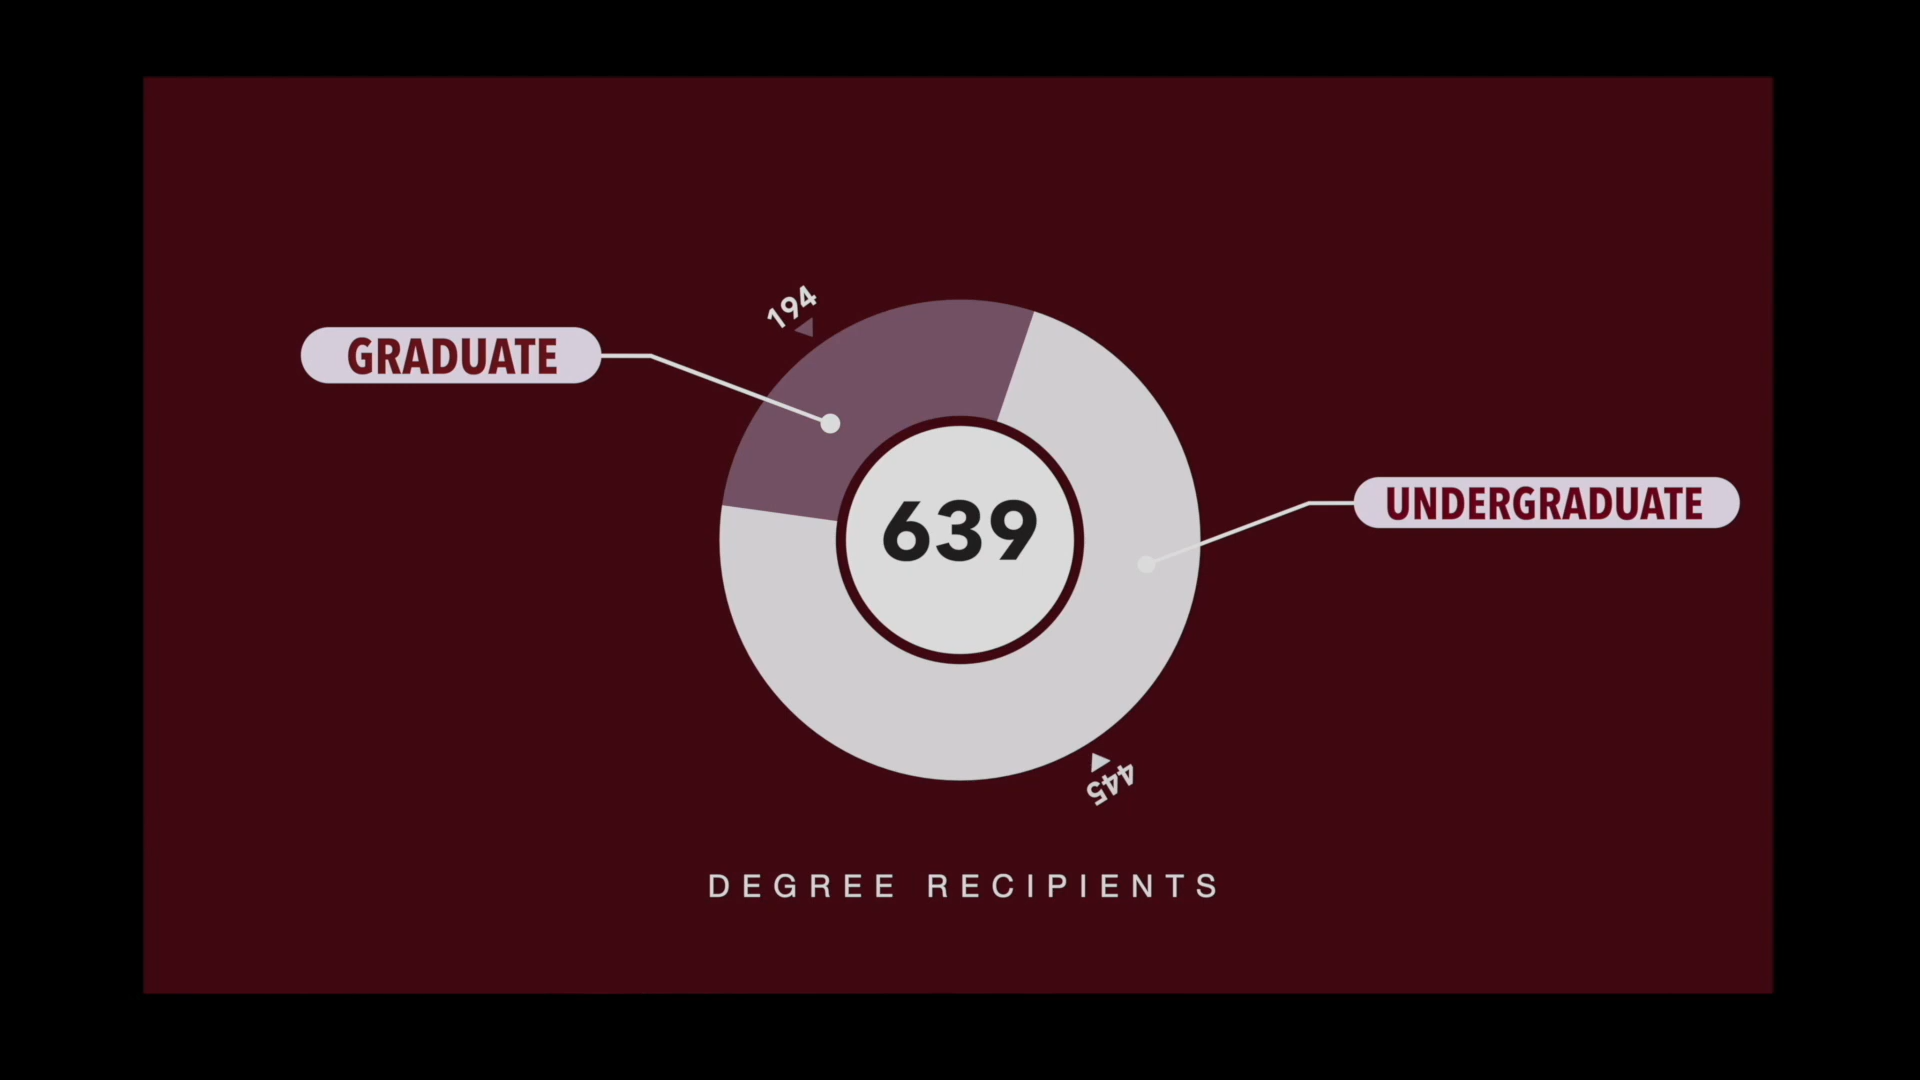 194
GRADUATE
UNDERGRADUATE
639
445
DEGREE RECIPIENTS